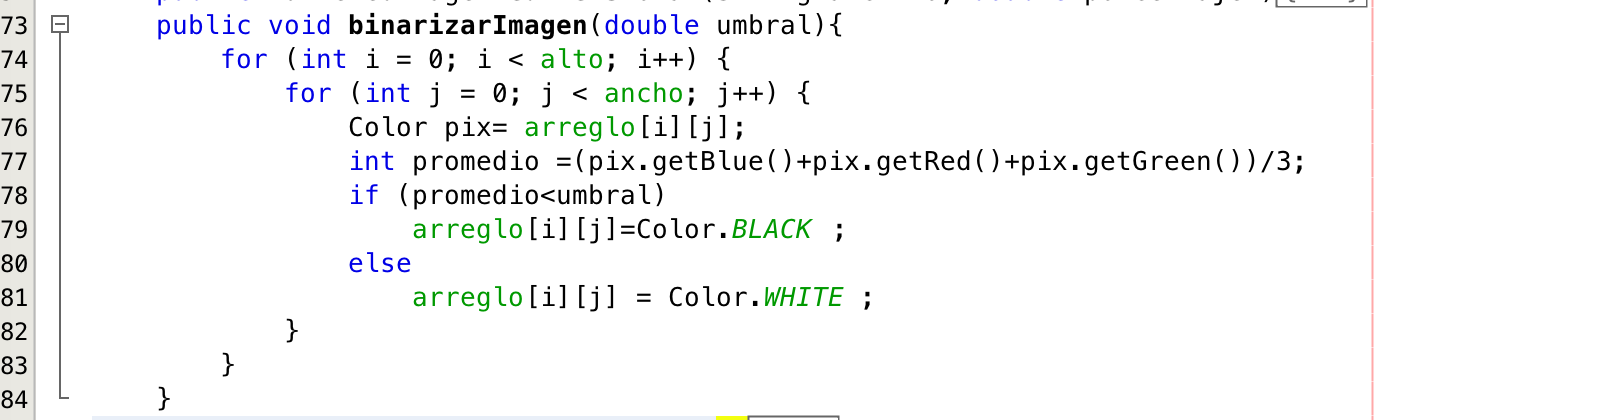 73 public void binarizarImagen(double umbral){
74 for (int i = 0; i < alto; i++) {
75 for (int j = 0; j < ancho; j++) {
76 Color pix= arreglo[i][j];
77 int promedio =(pix.getBlue()+pix.getRed()+pix.getGreen())/3;
78 if (promedio<umbral)
79 arreglo[i][j]=Color.BLACK ;
80 else
81 arreglo[i][j] = Color.WHITE ;
82 }
83 }
84 }